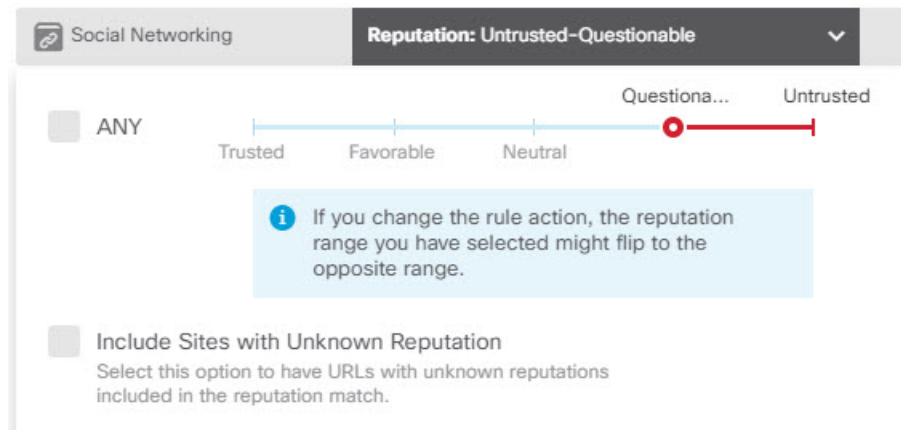 Social Networking
Reputation: Untrusted-Questionable
Questiona... Untrusted
ANY
Trusted Favorable Neutral
If you change the rule action, the reputation
range you have selected might flip to the
opposite range.
Include Sites with Unknown Reputation
Select this option to have URLs with unknown reputations
included in the reputation match.